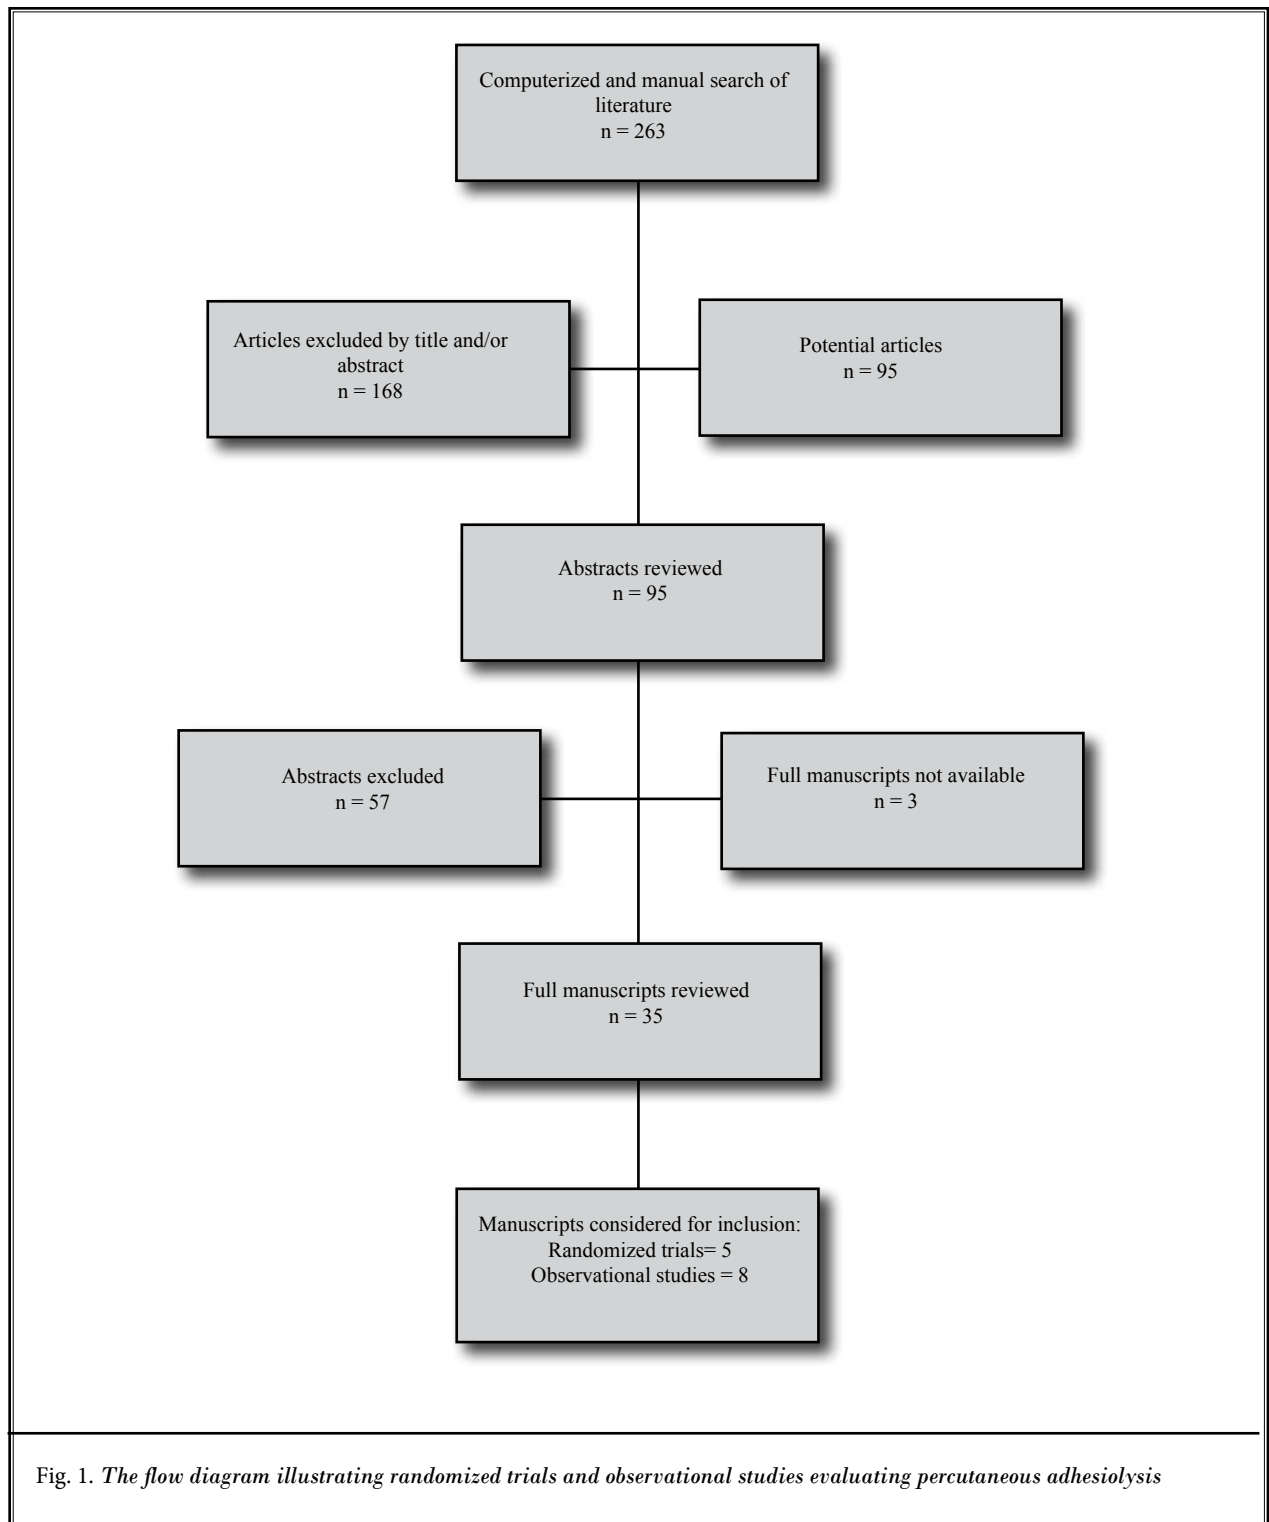 Computerized and manual search of
literature
n = 263
Articles excluded by title and/or
abstract
n = 168
Potential articles
n = 95
Abstracts reviewed
n = 95
Abstracts excluded
n = 57
Full manuscripts not available
n = 3
Full manuscripts reviewed
n = 35
Manuscripts considered for inclusion:
Randomized trials= 5
Observational studies = 8
Fig. 1. The flow diagram illustrating randomized trials and observational studies evaluating percutaneous adhesiolysis